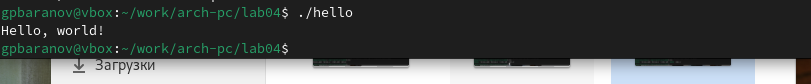 gpbaranov@vbox:~/work/arch-pc/lab04$ ./hello
Hello, world!
gpbaranov@vbox:~/work/arch-pc/lab04$
Загрузки